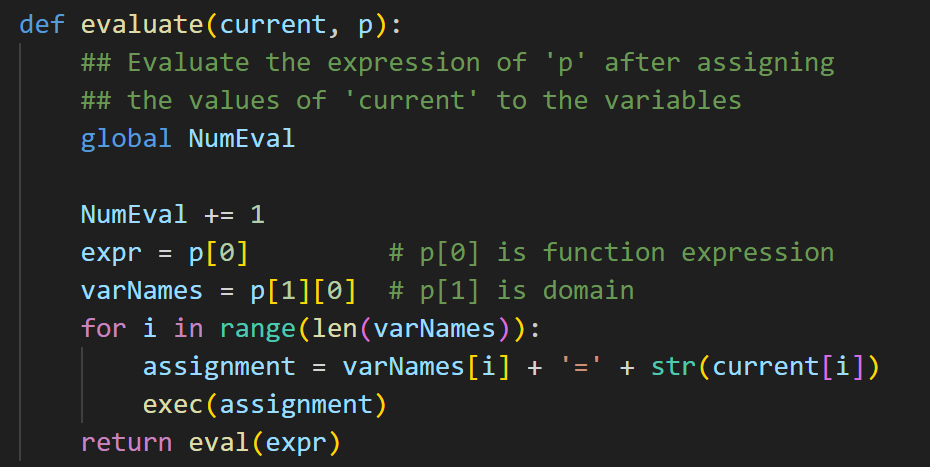 def evaluate(current, p):
    ## Evaluate the expression of 'p' after assigning
    ## the values of 'current' to the variables
    global NumEval

    NumEval += 1
    expr = p[0]         # p[0] is function expression
    varNames = p[1][0]  # p[1] is domain
    for i in range(len(varNames)):
        assignment = varNames[i] + '=' + str(current[i])
        exec(assignment)
    return eval(expr)